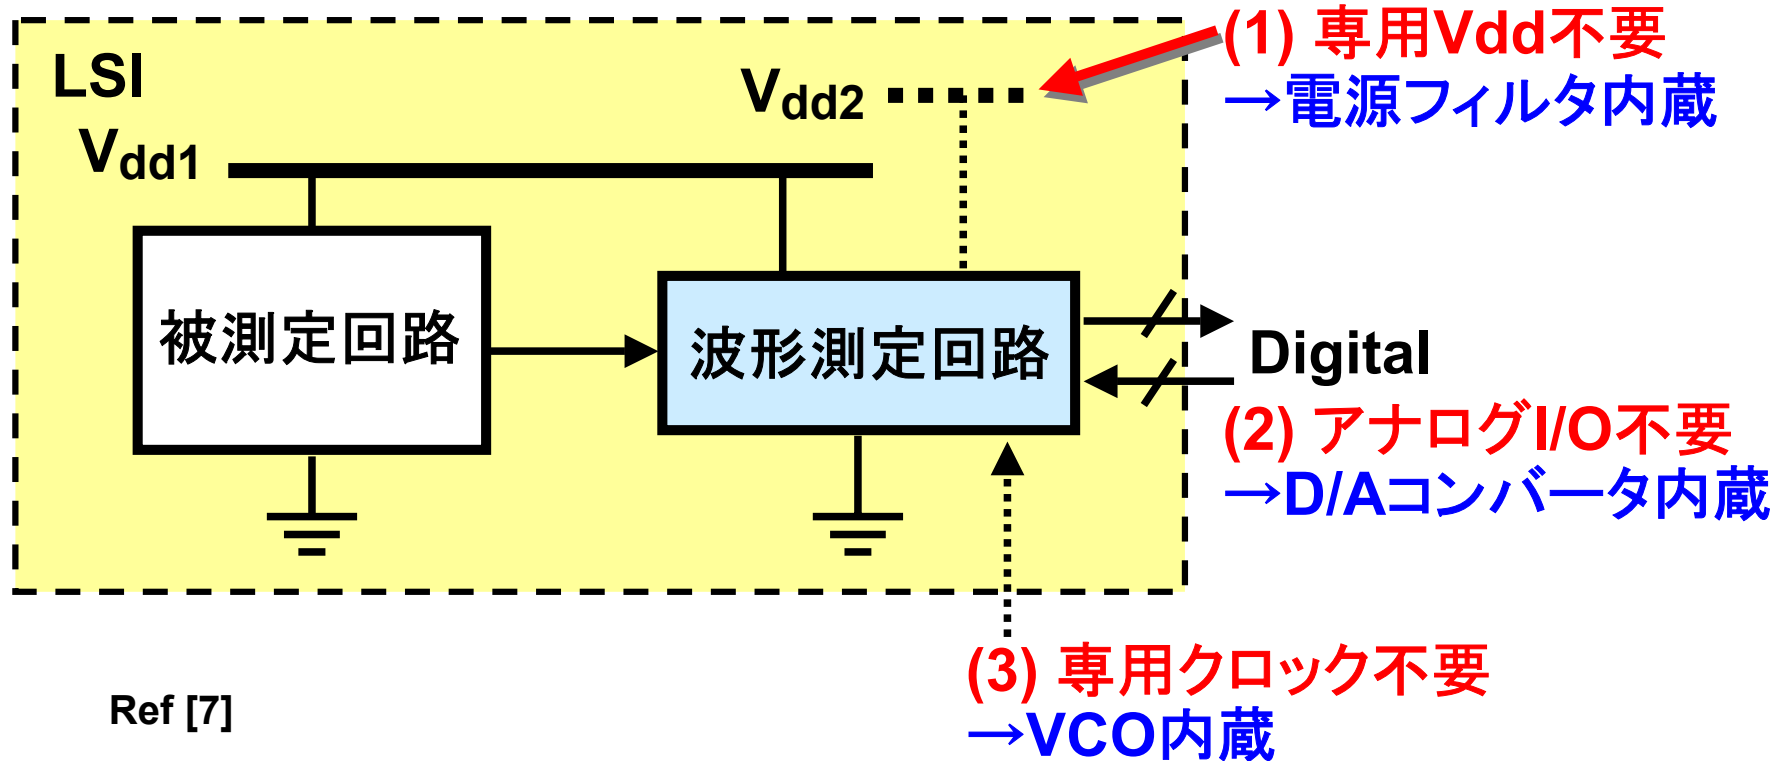 LSI
Vdd1
Vdd2
(1) 専用Vdd不要
→電源フィルタ内蔵
被測定回路
波形測定回路
Digital
(2) アナログI/O不要
→D/Aコンバータ内蔵
(3) 専用クロック不要
→VCO内蔵
Ref [7]